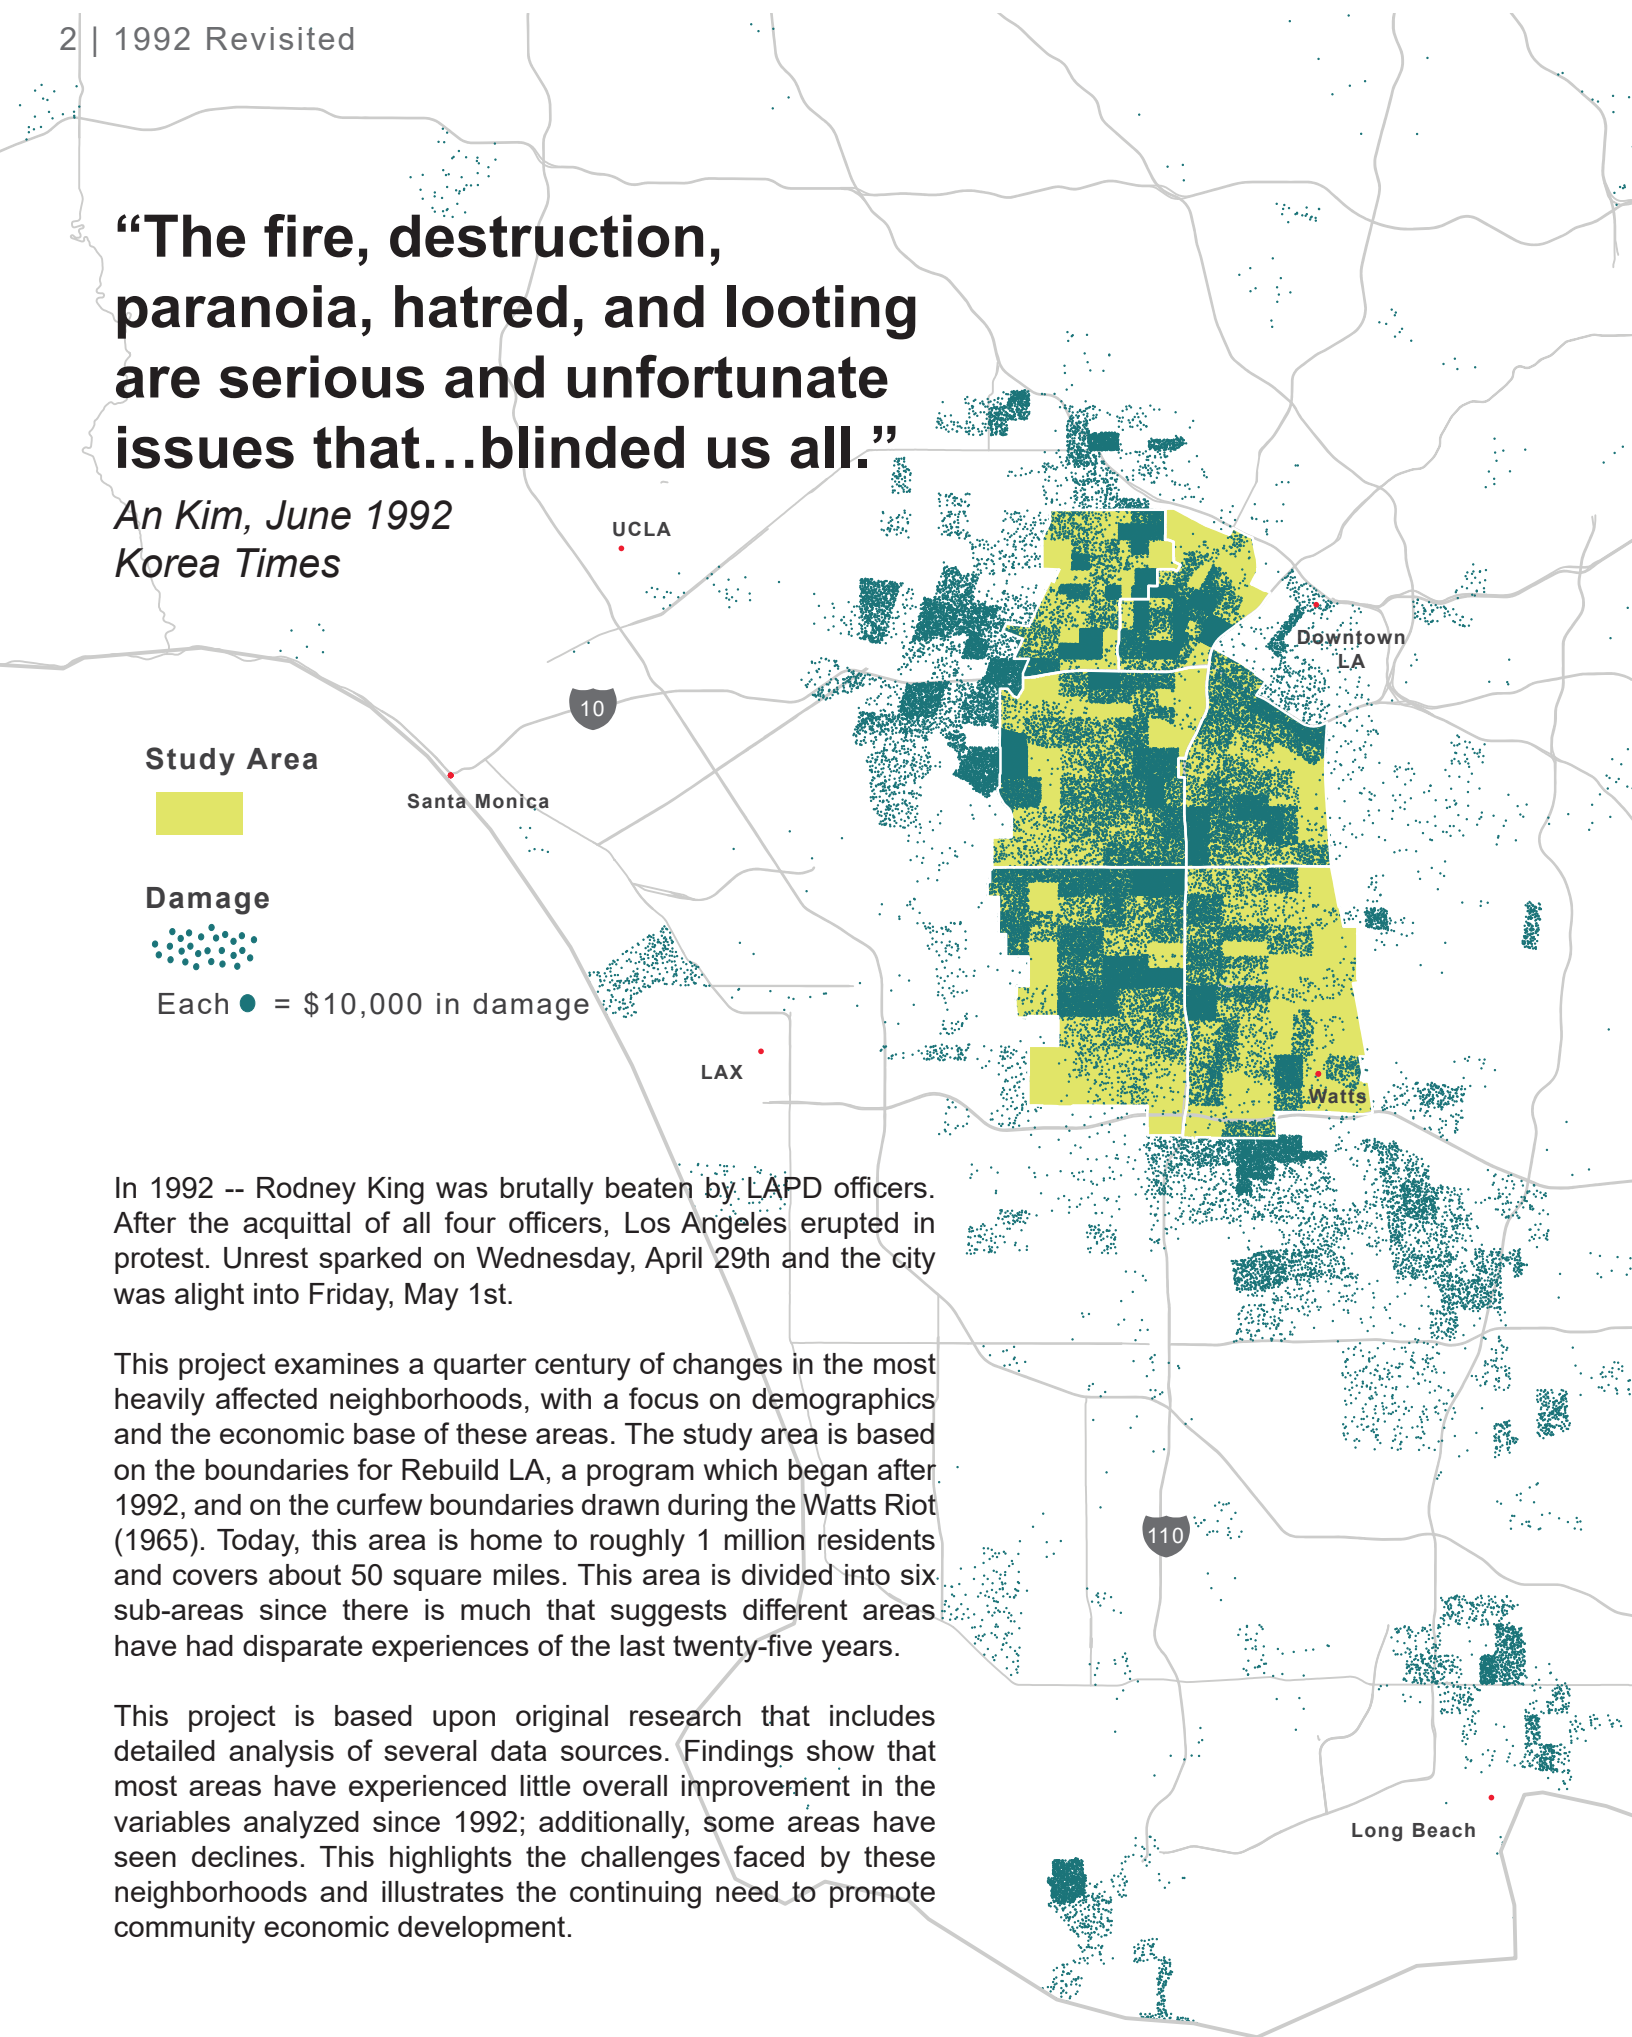 2 | 1992 Revisited
“The fire, destruction,
paranoia, hatred, and looting
are serious and unfortunate
issues that…blinded us all.”
An Kim, June 1992
Korea Times
UCLA
Downtown
LA
10
Study Area
Santa Monica
Damage
Each = $10,000 in damage
LAX
Watts
In 1992 -- Rodney King was brutally beaten by LAPD officers.
After the acquittal of all four officers, Los Angeles erupted in
protest. Unrest sparked on Wednesday, April 29th and the city
was alight into Friday, May 1st.
This project examines a quarter century of changes in the most
heavily affected neighborhoods, with a focus on demographics
and the economic base of these areas. The study area is based
on the boundaries for Rebuild LA, a program which began after
1992, and on the curfew boundaries drawn during the Watts Riot
(1965). Today, this area is home to roughly 1 million residents
and covers about 50 square miles. This area is divided into six
sub-areas since there is much that suggests different areas
have had disparate experiences of the last twenty-five years.
110
This project is based upon original research that includes
detailed analysis of several data sources. Findings show that
most areas have experienced little overall improvement in the
variables analyzed since 1992; additionally, some areas have
seen declines. This highlights the challenges faced by these
neighborhoods and illustrates the continuing need to promote
community economic development.
Long Beach